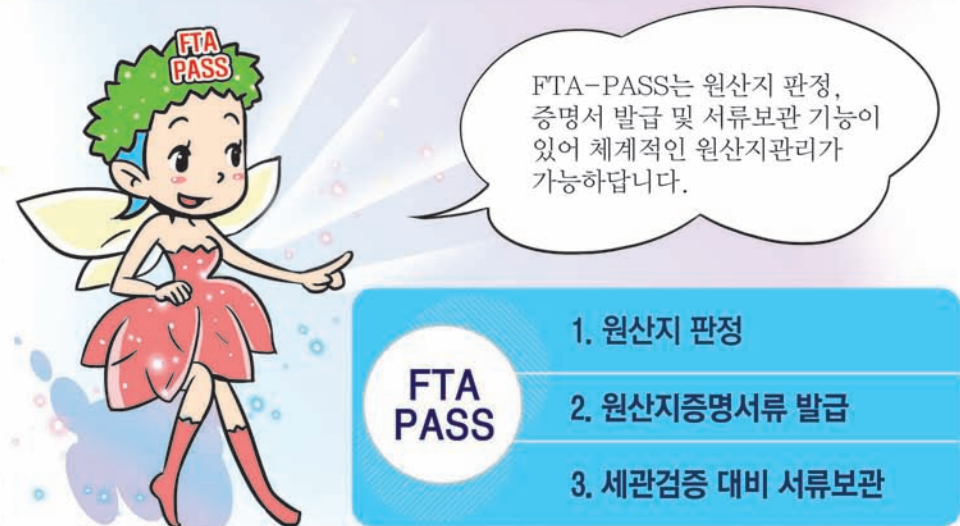 FTA
PASS
FTA-PASS는 원산지 판정,
증명서 발급 및 서류보관 기능이
있어 체계적인 원산지관리가
가능하답니다.
FTA
PASS
1. 원산지 판정
2. 원산지증명서류 발급
3. 세관검증 대비 서류보관